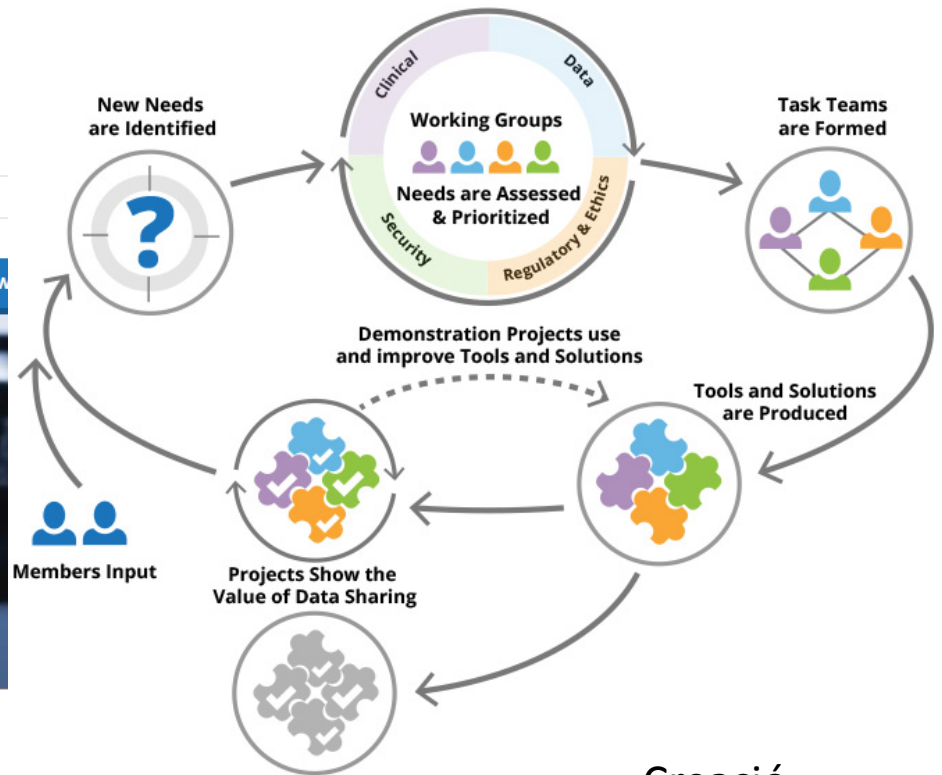 Clinical
Data
New Needs
are Identified
Working Groups
Needs are Assessed
& Prioritized
Task Teams
are Formed
?
Security
Regulatory & Ethics
Demonstration Projects use
and improve Tools and Solutions
Tools and Solutions
are Produced
Members Input
Projects Show the
Value of Data Sharing